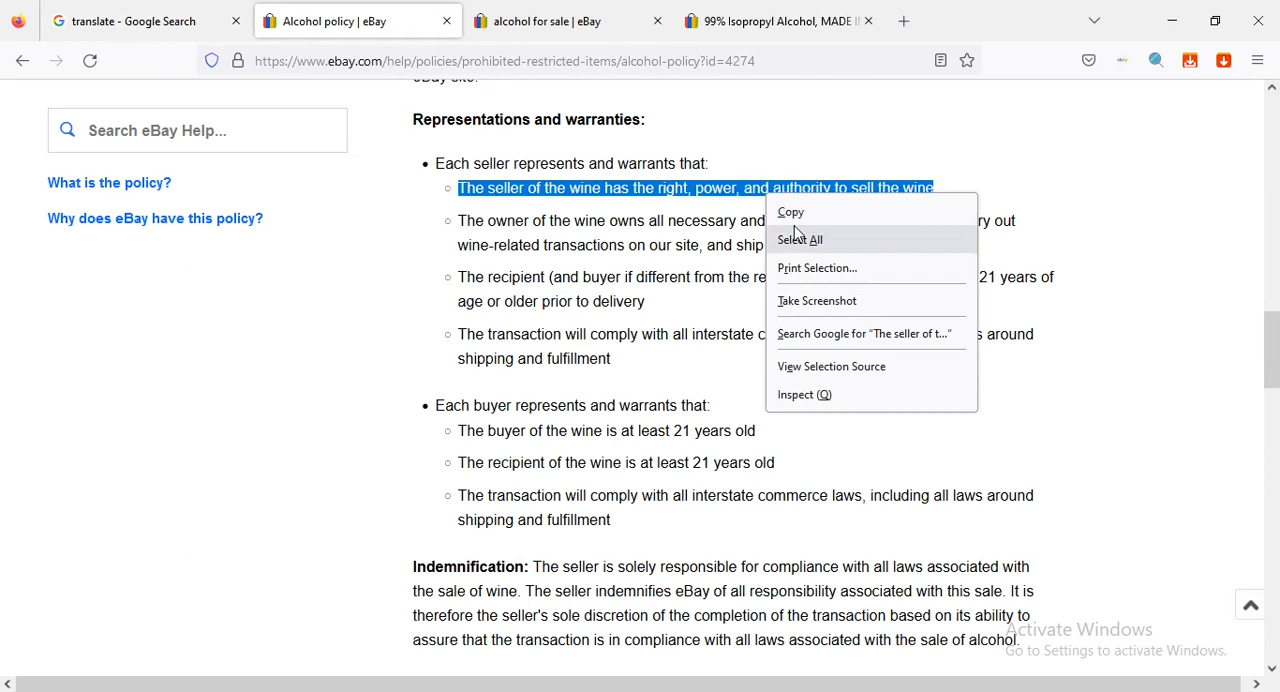 translate - Google Search
Alcohol policy | eBay
alcohol for sale | eBay
99% Isopropyl Alcohol, MADE I
https://www.ebay.com/help/policies/prohibited-restricted-items/alcohol-policy?id=4274
eBay site.
Search eBay Help...
What is the policy?
Why does eBay have this policy?
Representations and warranties:
• Each seller represents and warrants that:
The seller of the wine has the right, power, and authority to sell the wine
The owner of the wine owns all necessary and ry out
wine-related transactions on our site, and ship
The recipient (and buyer if different from the re 21 years of
age or older prior to delivery
The transaction will comply with all interstate c s around
shipping and fulfillment
Copy
Select All
Print Selection...
Take Screenshot
Search Google for "The seller of t..."
View Selection Source
Inspect (Q)
• Each buyer represents and warrants that:
The buyer of the wine is at least 21 years old
The recipient of the wine is at least 21 years old
The transaction will comply with all interstate commerce laws, including all laws around
shipping and fulfillment
Indemnification: The seller is solely responsible for compliance with all laws associated with
the sale of wine. The seller indemnifies eBay of all responsibility associated with this sale. It is
therefore the seller's sole discretion of the completion of the transaction based on its ability to
assure that the transaction is in compliance with all laws associated with the sale of alcohol.
Activate Windows
Go to Settings to activate Windows.